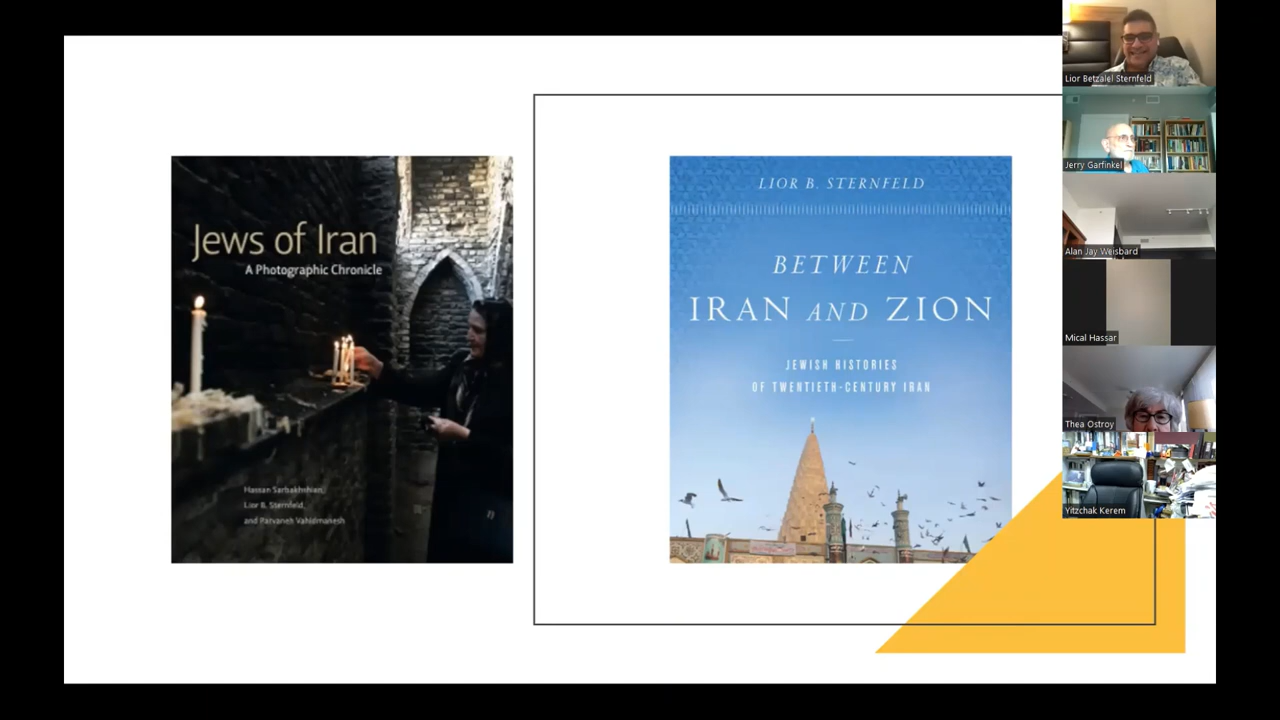 Jews of Iran
A Photographic Chronicle
Hassan Sarbakhshian,
Lior B. Sternfeld,
and Parvaneh Vahidmanesh
LIOR B. STERNFELD
BETWEEN
IRAN AND ZION
JEWISH HISTORIES
OF TWENTIETH-CENTURY IRAN
Lior Betzalel Sternfeld
Jerry Garfinkel
Alan Jay Weisbard
Mical Hassar
Thea Ostroy
Yitzchak Kerem